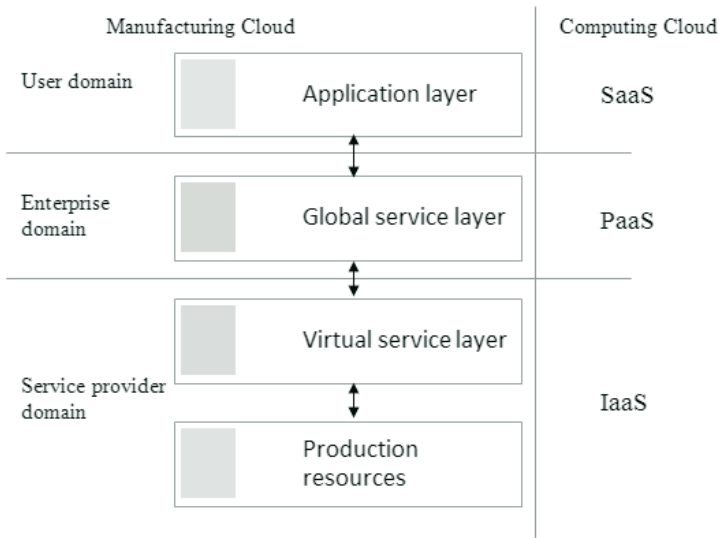 Manufacturing Cloud
Computing Cloud
User domain
Application layer
SaaS
Enterprise
domain
Global service layer
PaaS
Virtual service layer
Service provider
domain
IaaS
Production
resources